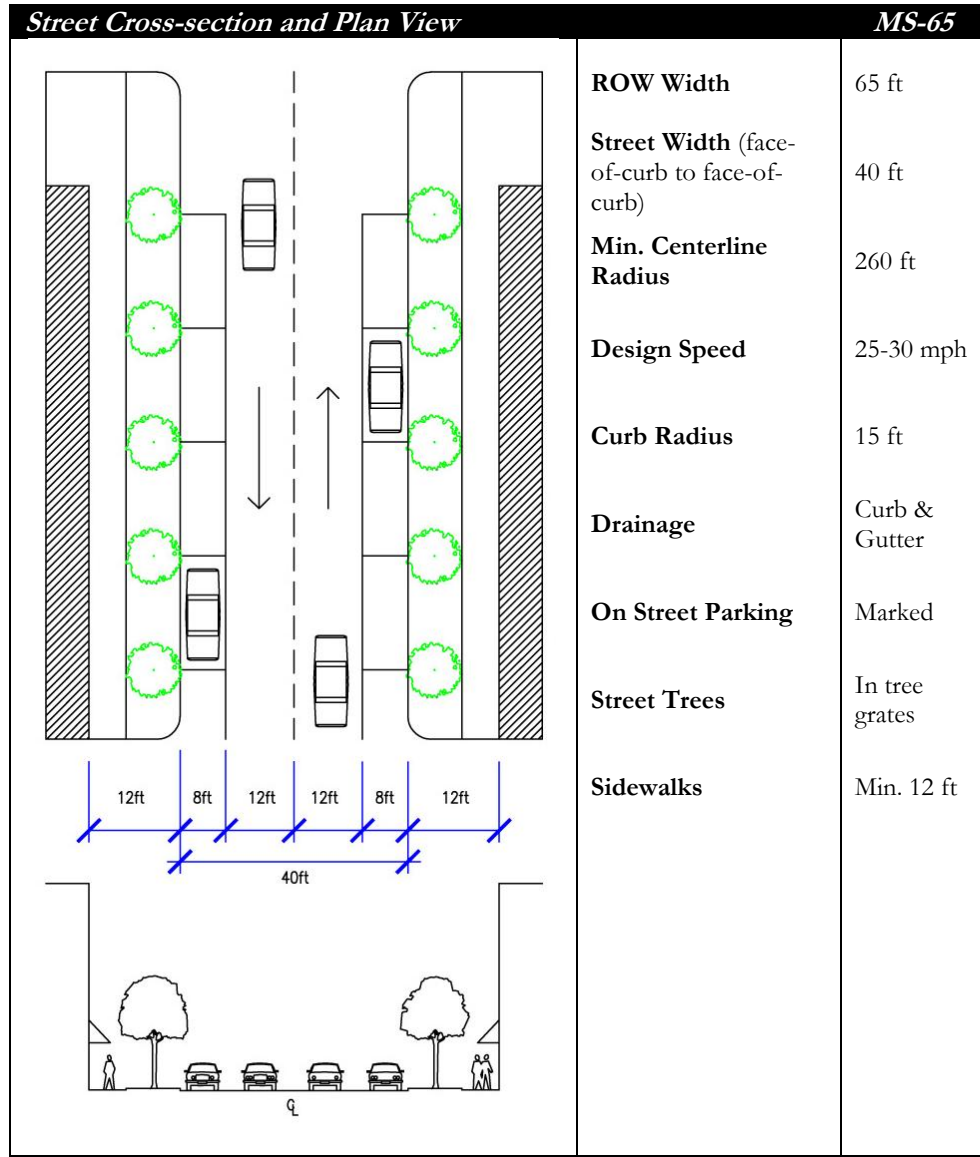 Street Cross-section and Plan View MS-65
ROW Width 65 ft
Street Width (face-
of-curb to face-of-
curb)
40 ft
Min. Centerline
Radius
260 ft
Design Speed 25-30 mph
Curb Radius 15 ft
Drainage
Curb &
Gutter
On Street Parking Marked
Street Trees
In tree
grates
Sidewalks Min. 12 ft
12ft 8ft 12ft 12ft 8ft 12ft
40ft
℄